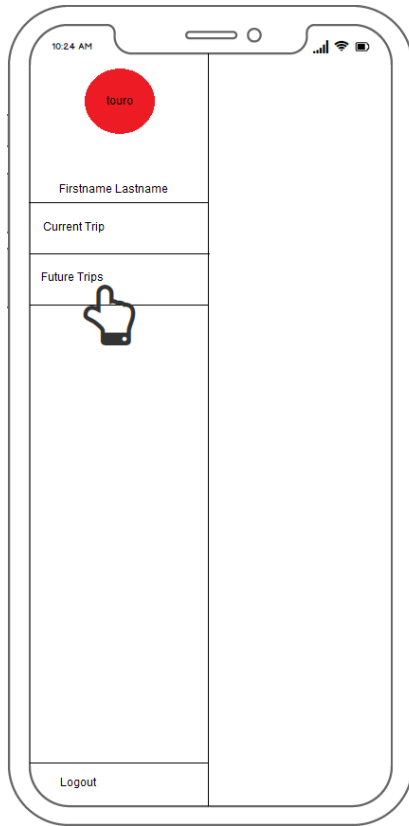 10:24 AM
touro
Firstname Lastname
Current Trip
Future Trips
Logout